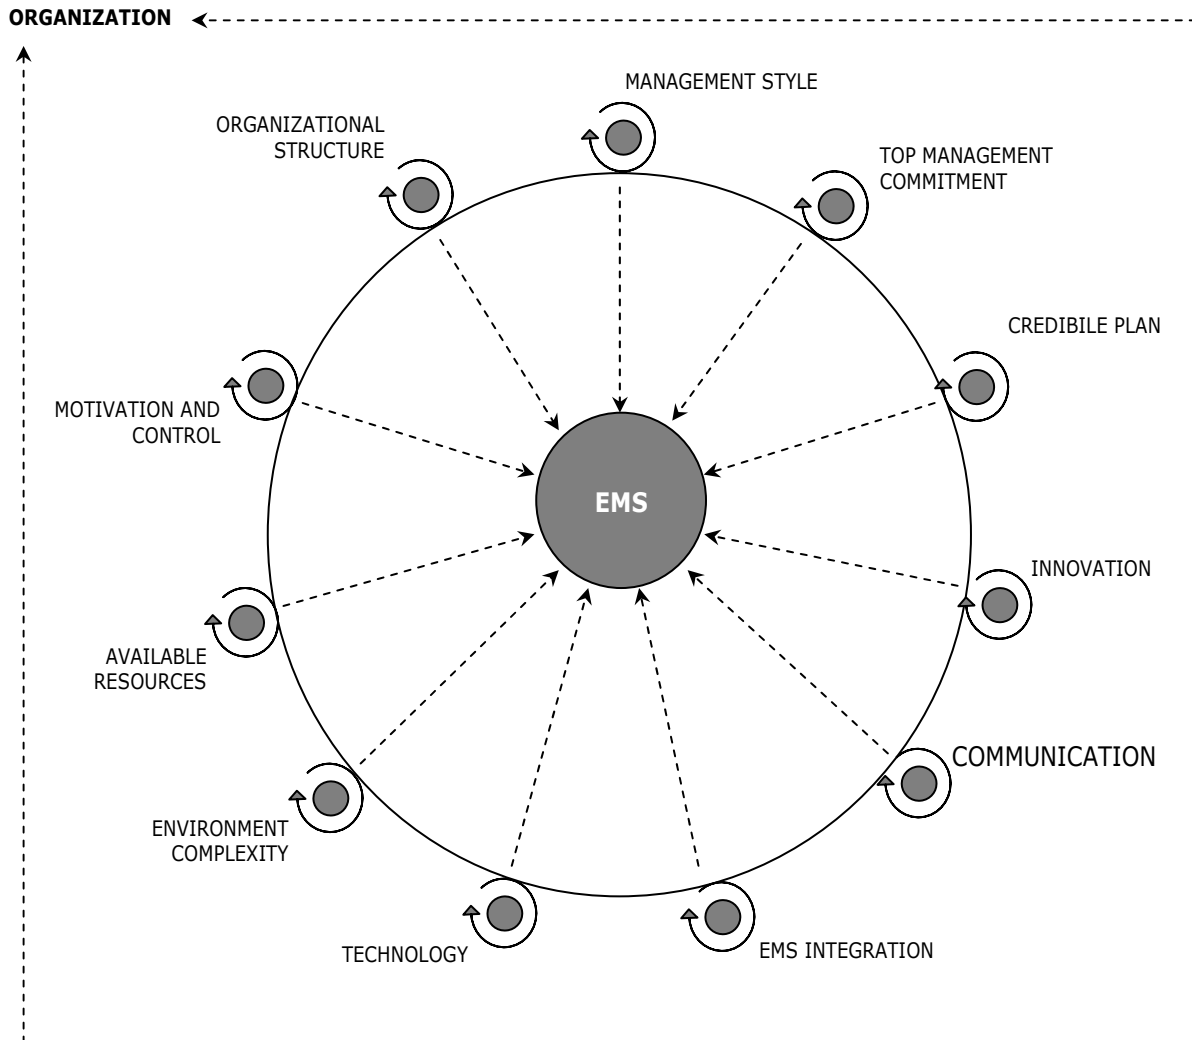 ORGANIZATION
MANAGEMENT STYLE
ORGANIZATIONAL
STRUCTURE
TOP MANAGEMENT
COMMITMENT
CREDIBILE PLAN
MOTIVATION AND
CONTROL
EMS
INNOVATION
AVAILABLE
RESOURCES
COMMUNICATION
ENVIRONMENT
COMPLEXITY
TECHNOLOGY
EMS INTEGRATION